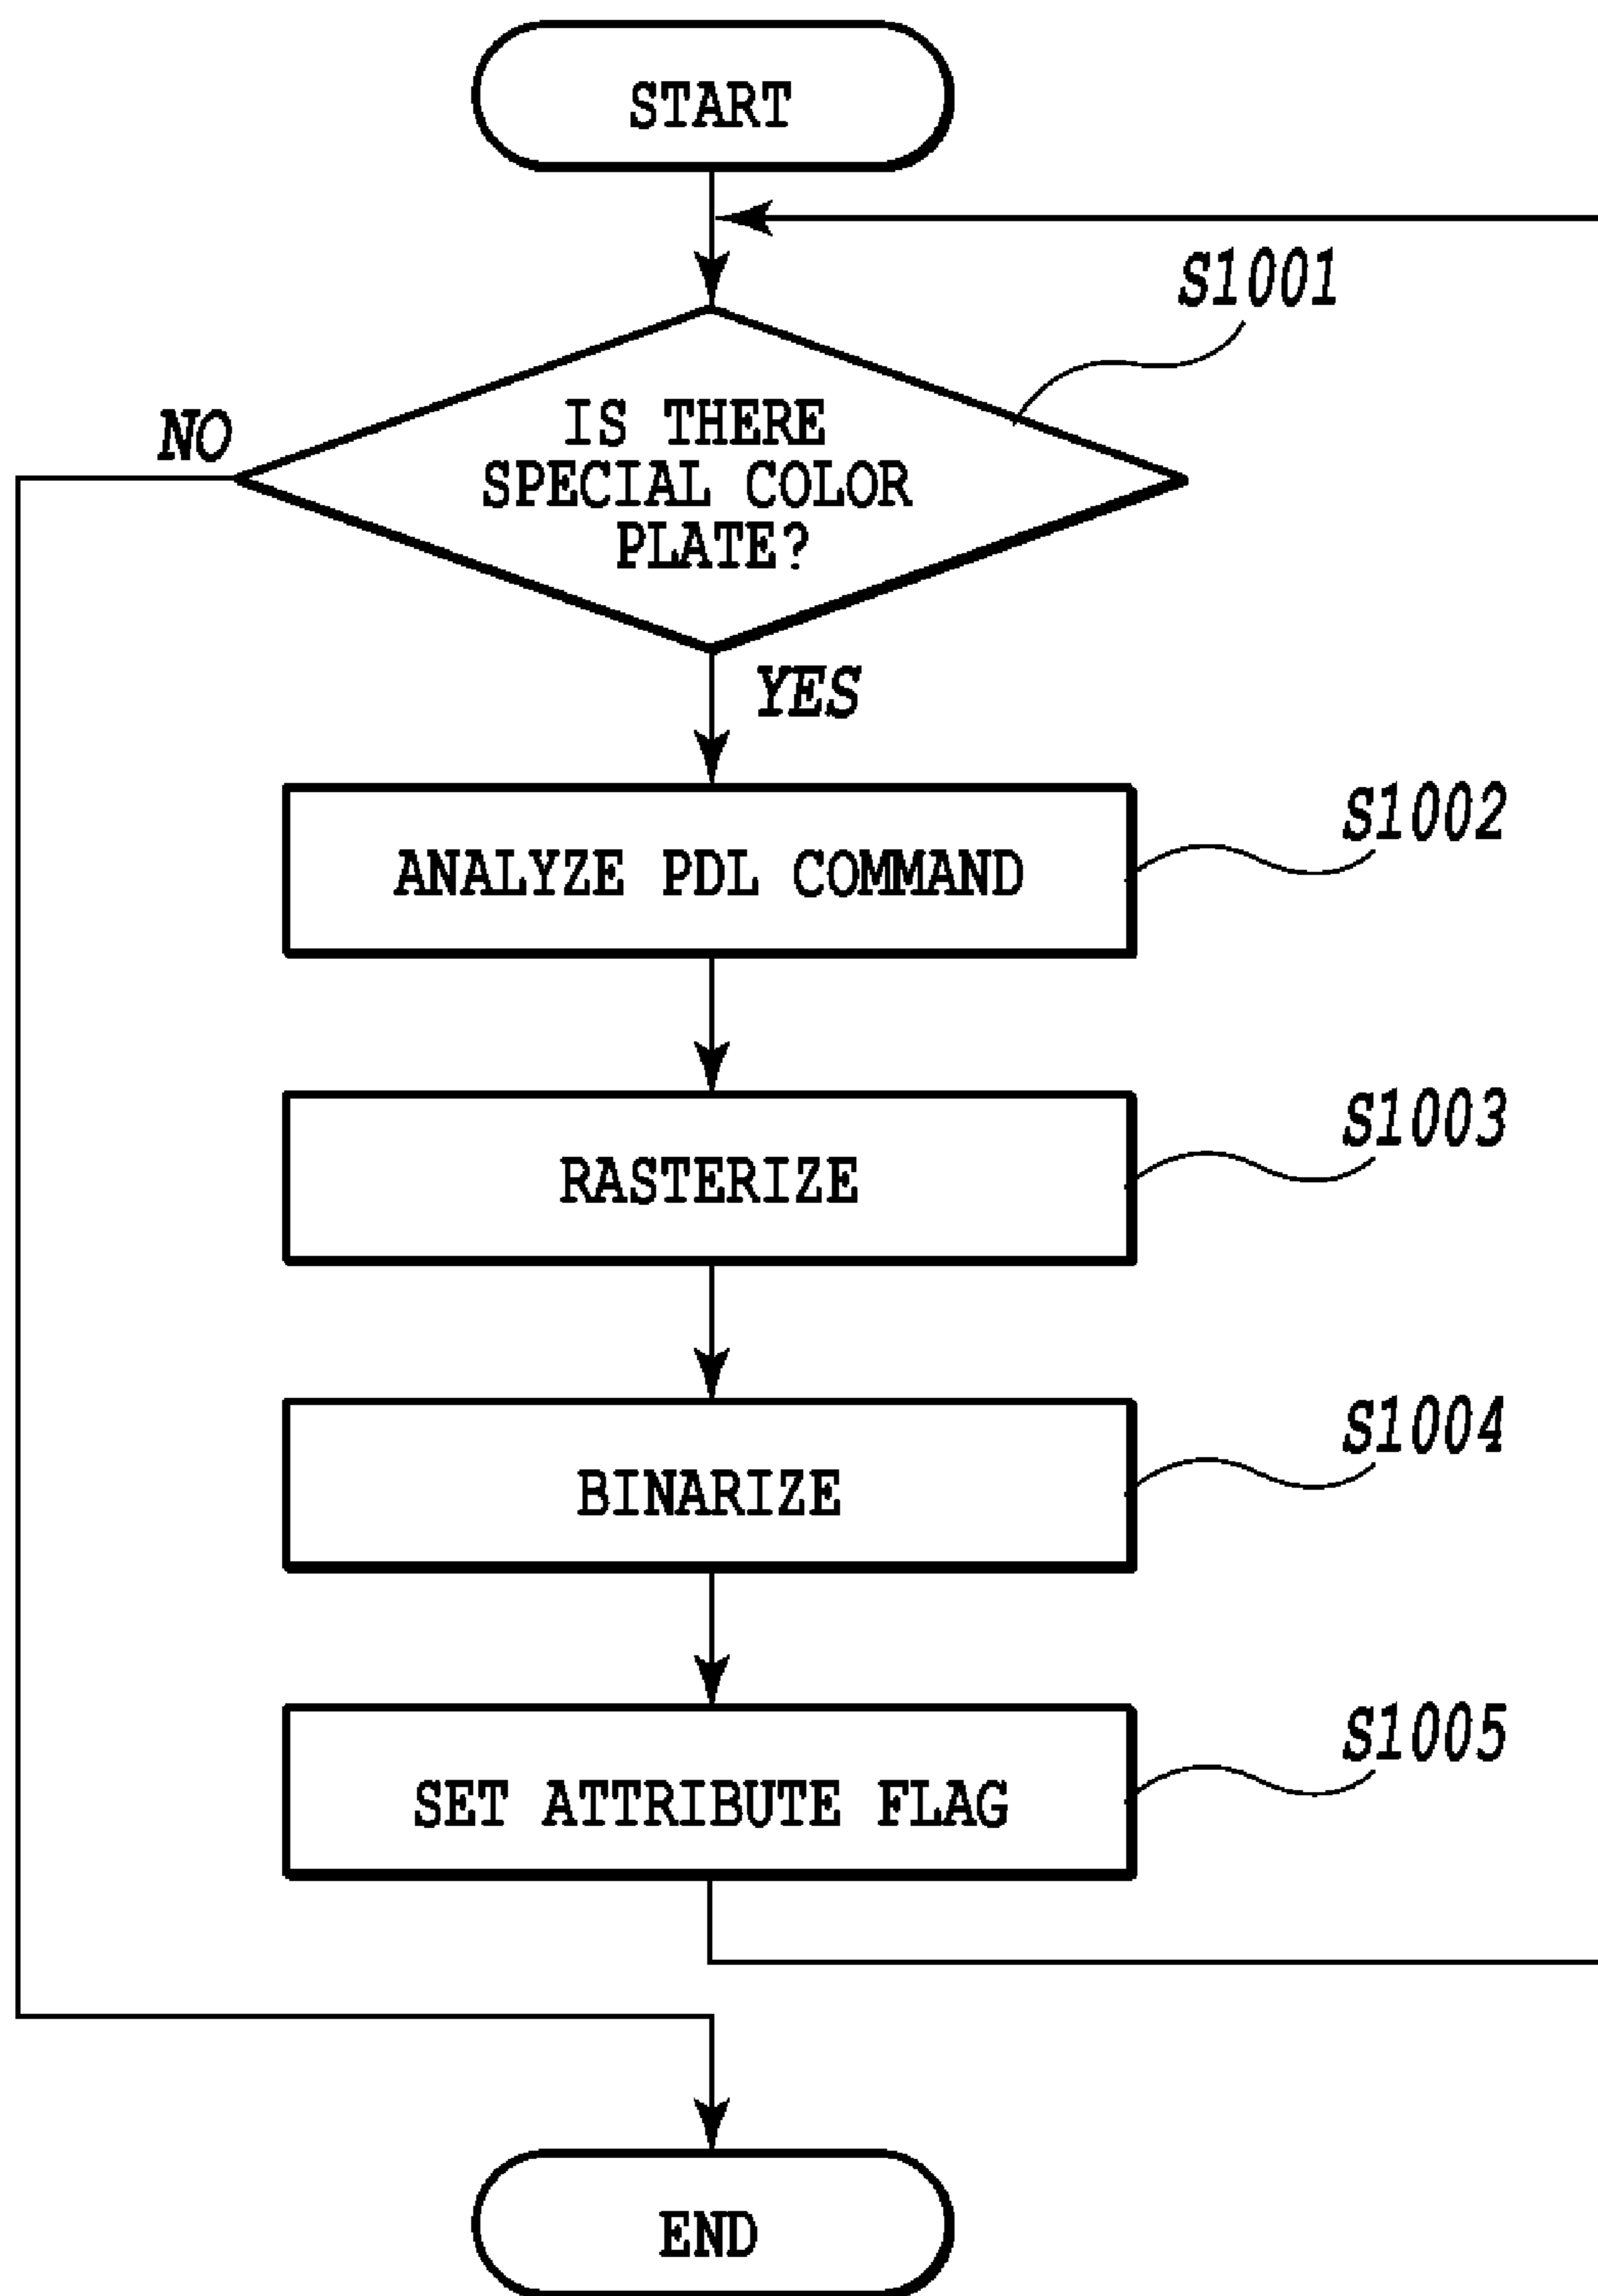 START
S1001
NO
IS THERE
SPECIAL COLOR
PLATE?
YES
S1002
ANALYZE PDL COMMAND
S1003
RASTERIZE
S1004
BINARIZE
S1005
SET ATTRIBUTE FLAG
END